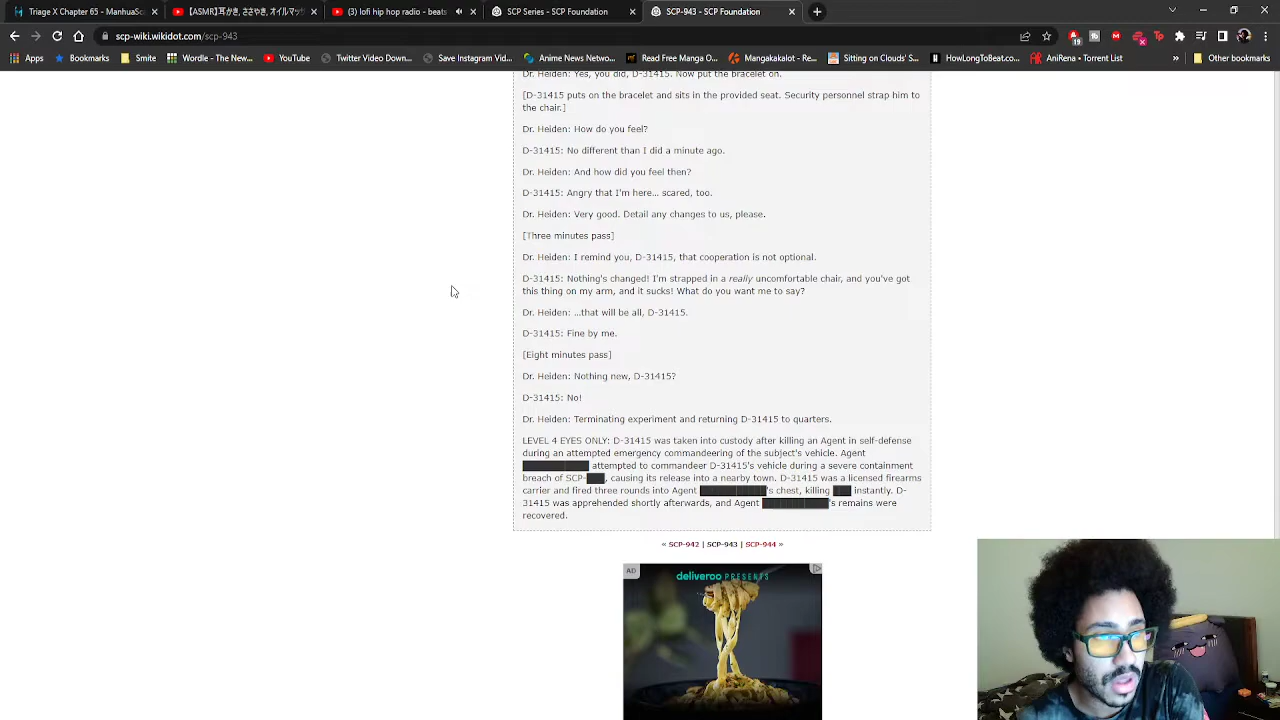 Triage X Chapter 65 - ManhuaSc
【ASMR】耳かき、ささやき、オイルマッサ
(3) lofi hip hop radio - beats
SCP Series - SCP Foundation
SCP-943 - SCP Foundation
scp-wiki.wikidot.com/scp-943
19
Apps
Bookmarks
Smite
Wordle - The New...
YouTube
Twitter Video Down...
Save Instagram Vid...
Anime News Networ...
Read Free Manga O...
Mangakakalot - Re...
Sitting on Clouds' S...
HowLongToBeat.co...
AniRena / Torrent List
»
Other bookmarks
Dr. Heiden: Yes, you did, D-31415. Now put the bracelet on.
[D-31415 puts on the bracelet and sits in the provided seat. Security personnel strap him to
the chair.]
Dr. Heiden: How do you feel?
D-31415: No different than I did a minute ago.
Dr. Heiden: And how did you feel then?
D-31415: Angry that I'm here... scared, too.
Dr. Heiden: Very good. Detail any changes to us, please.
[Three minutes pass]
Dr. Heiden: I remind you, D-31415, that cooperation is not optional.
D-31415: Nothing's changed! I'm strapped in a really uncomfortable chair, and you've got
this thing on my arm, and it sucks! What do you want me to say?
Dr. Heiden: ...that will be all, D-31415.
D-31415: Fine by me.
[Eight minutes pass]
Dr. Heiden: Nothing new, D-31415?
D-31415: No!
Dr. Heiden: Terminating experiment and returning D-31415 to quarters.
LEVEL 4 EYES ONLY: D-31415 was taken into custody after killing an Agent in self-defense
during an attempted emergency commandeering of the subject's vehicle. Agent
██████████ attempted to commandeer D-31415's vehicle during a severe containment
breach of SCP-███, causing its release into a nearby town. D-31415 was a licensed firearms
carrier and fired three rounds into Agent ██████████'s chest, killing ███ instantly. D-
31415 was apprehended shortly afterwards, and Agent ██████████'s remains were
recovered.
« SCP-942 | SCP-943 | SCP-944 »
AD
deliveroo PRESENTS